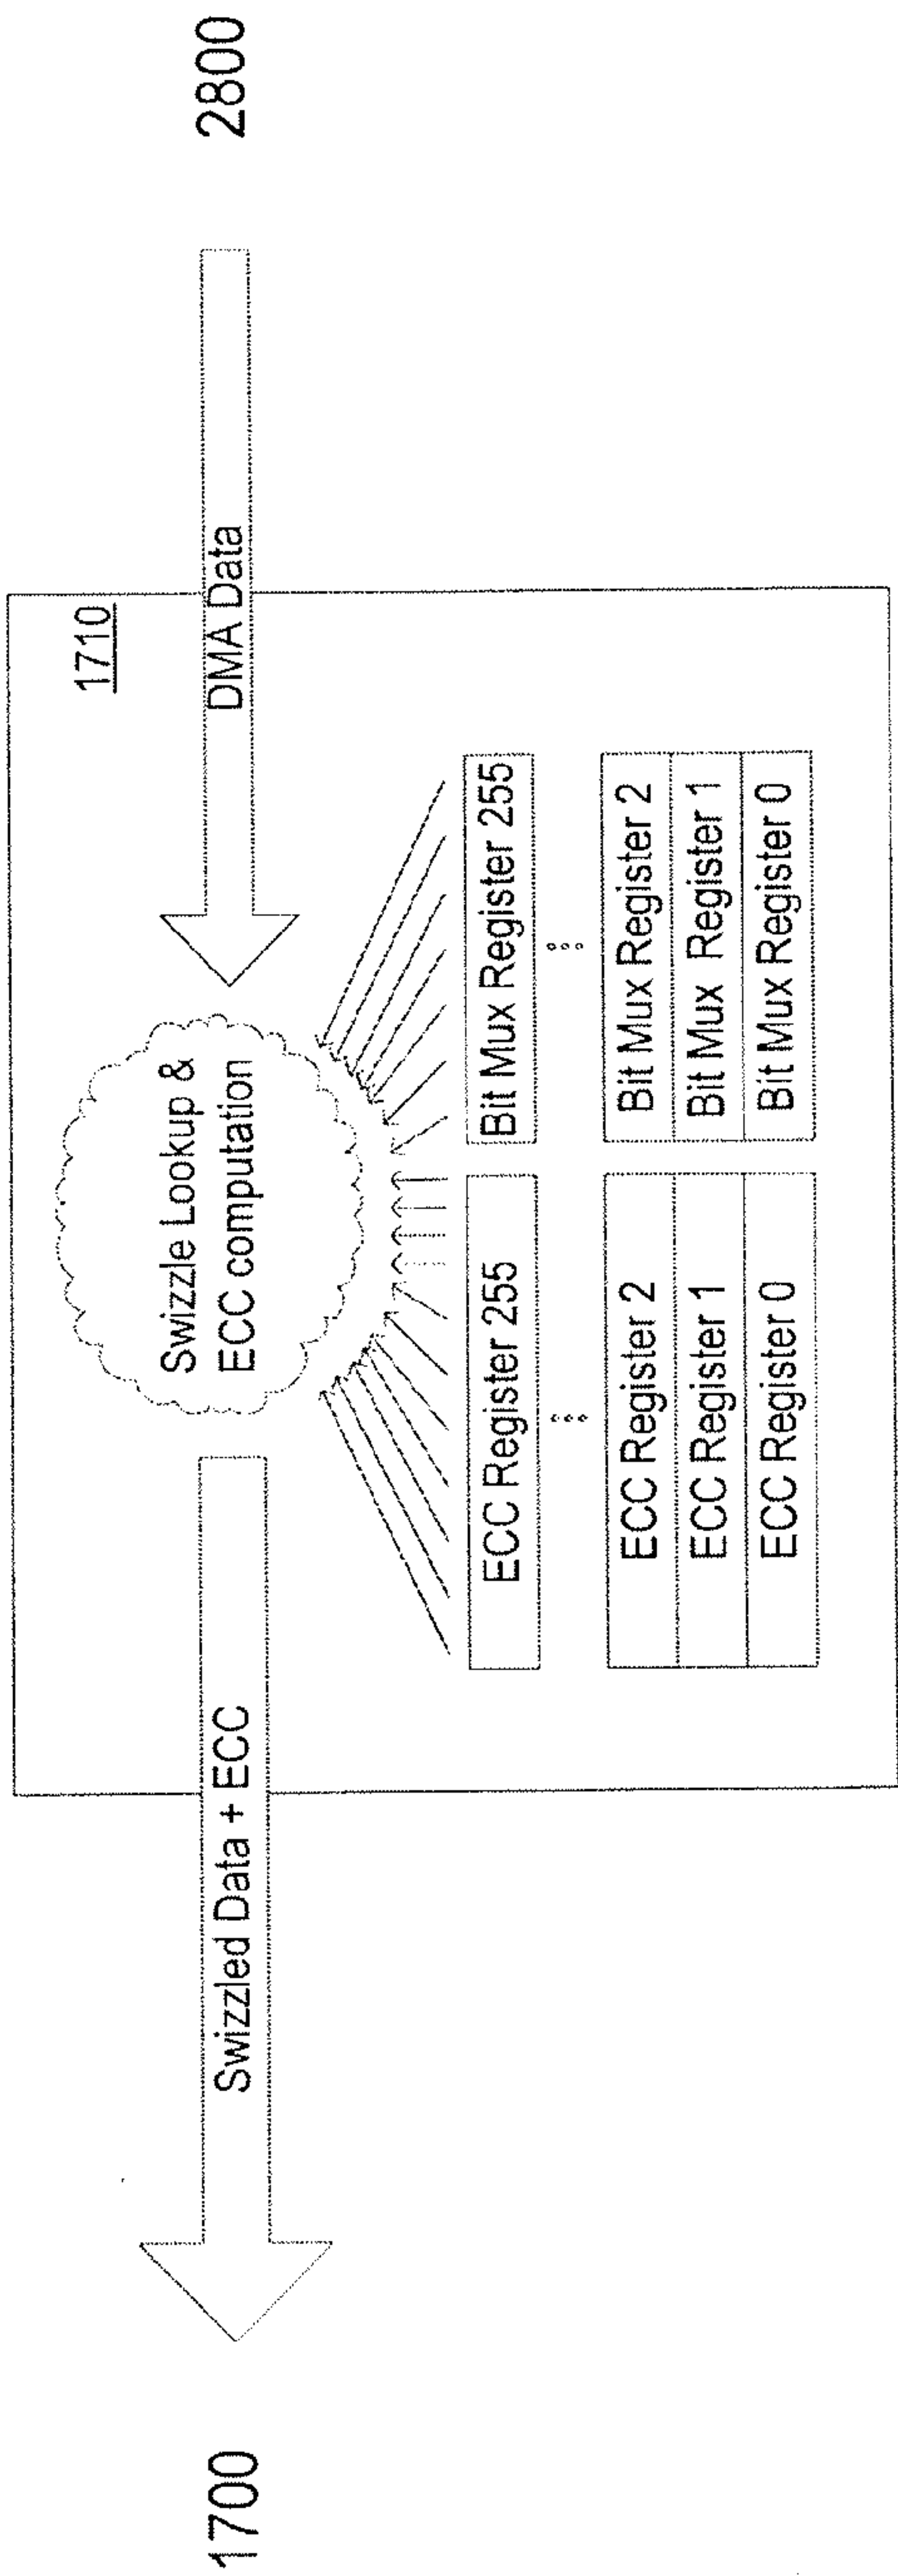 1700
Swizzled Data + ECC
1710
Swizzle Lookup &
ECC computation
DMA Data
2800
ECC Register 255
ECC Register 2
ECC Register 1
ECC Register 0
Bit Mux Register 255
Bit Mux Register 2
Bit Mux Register 1
Bit Mux Register 0